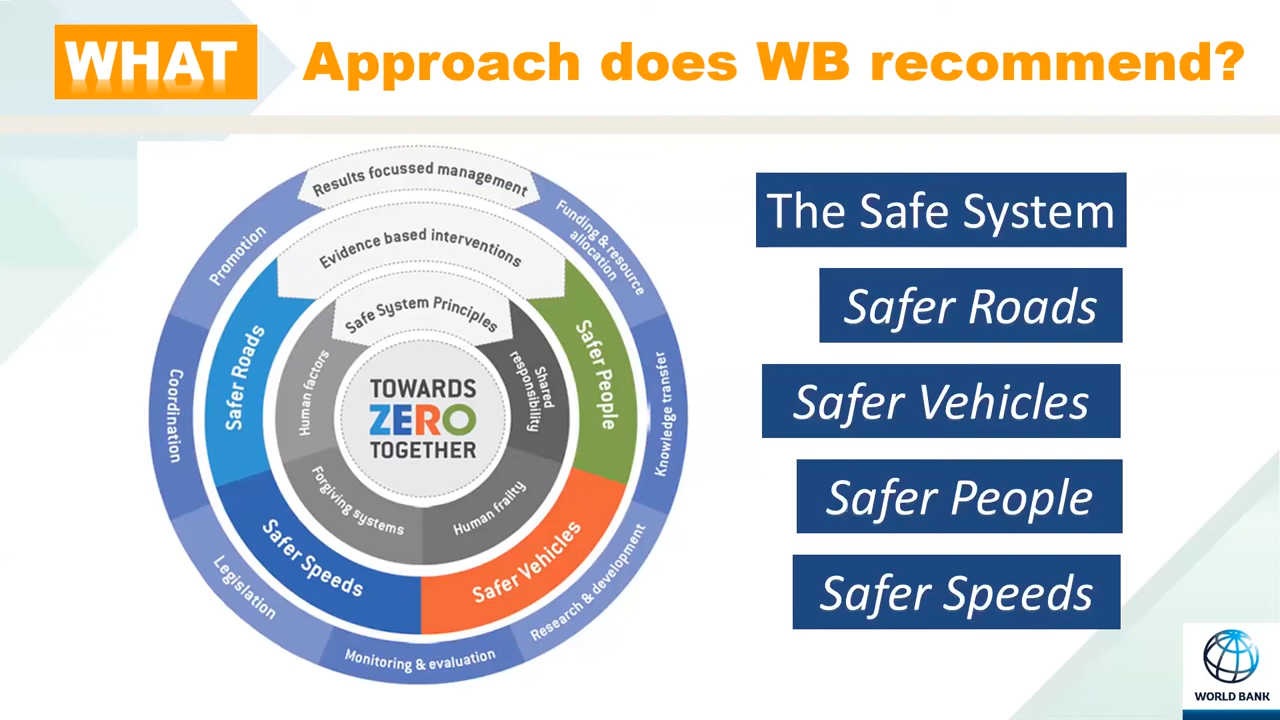 WHAT
Approach does WB recommend?
Results focussed management
Promotion
Funding & resource
allocation
Coordination
Knowledge transfer
Legislation
Research & development
Monitoring & evaluation
Evidence based interventions
Safer Roads
Safer People
Safer Speeds
Safer Vehicles
Safe System Principles
Human factors
Shared
responsibility
Forgiving systems
Human frailty
TOWARDS
ZERO
TOGETHER
The Safe System
Safer Roads
Safer Vehicles
Safer People
Safer Speeds
WORLD BANK